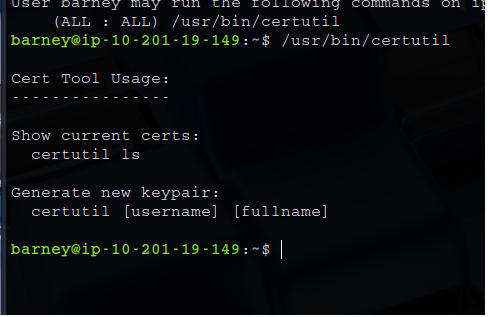 User barney may run the following commands on ip
(ALL : ALL) /usr/bin/certutil
barney@ip-10-201-19-149:~$ /usr/bin/certutil
Cert Tool Usage:
----------------
Show current certs:
certutil ls
Generate new keypair:
certutil [username] [fullname]
barney@ip-10-201-19-149:~$